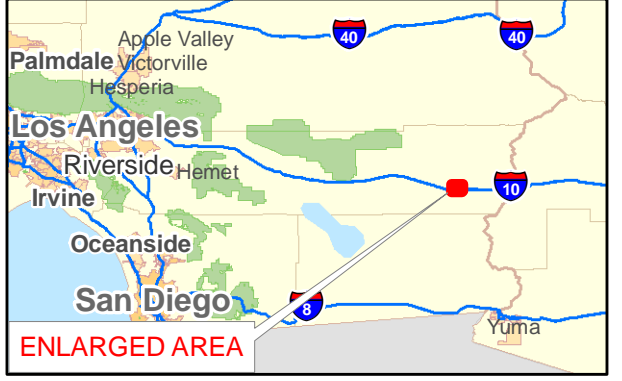 Apple Valley
40
40
Palmdale
Victorville
Hesperia
Los Angeles
Riverside
Hemet
10
Irvine
Oceanside
San Diego
8
Yuma
ENLARGED AREA